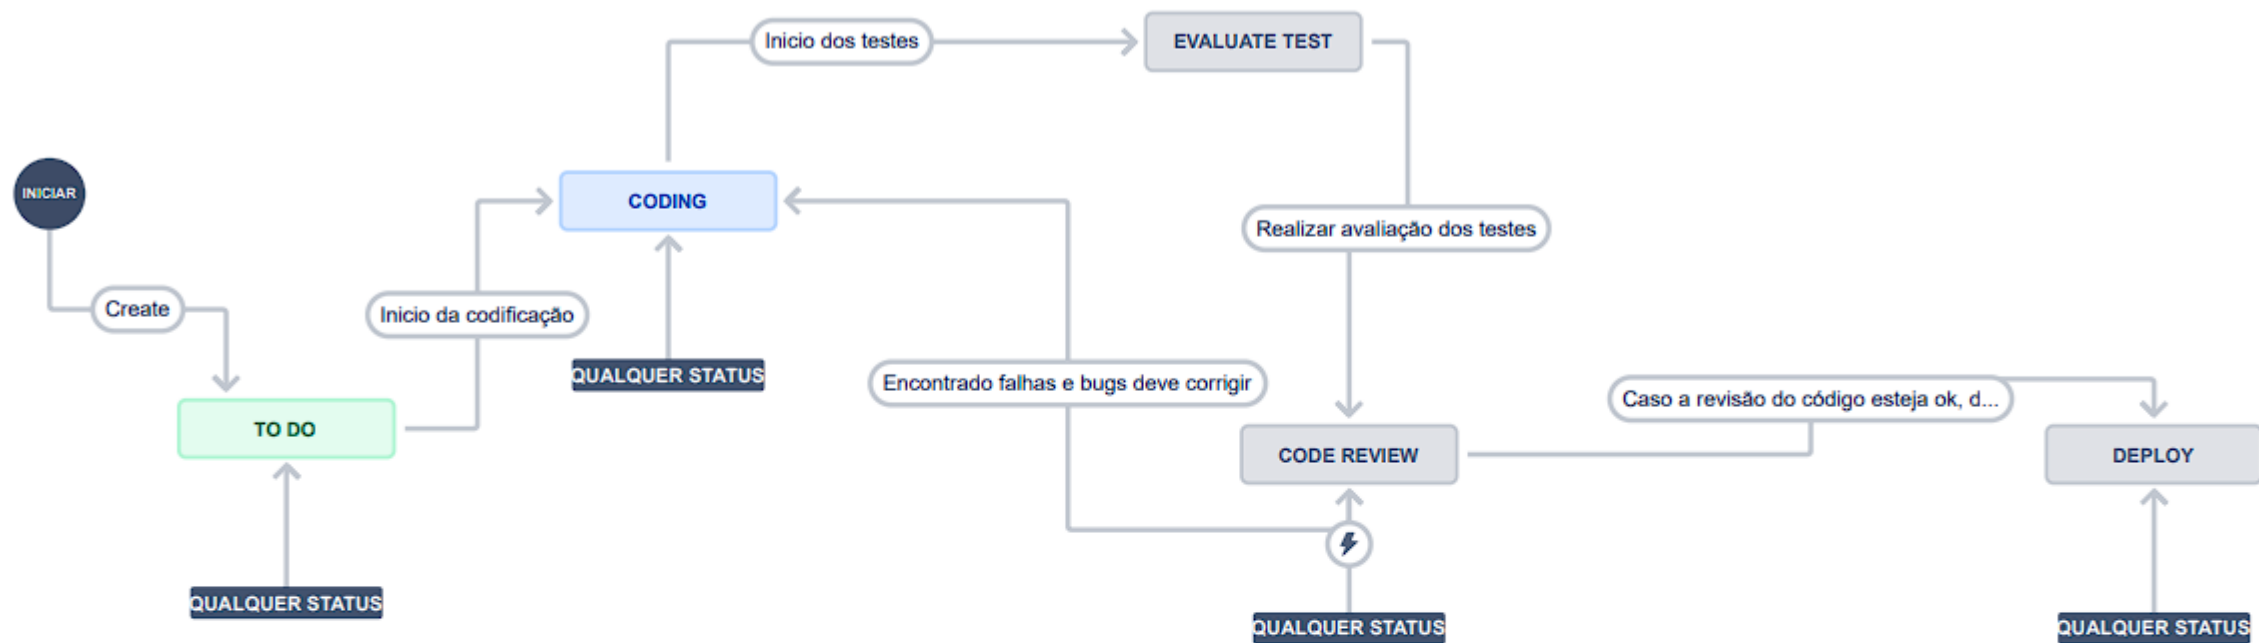 Inicio dos testes
EVALUATE TEST
INICIAR
CODING
Realizar avaliação dos testes
Create
Inicio da codificação
QUALQUER STATUS
Encontrado falhas e bugs deve corrigir
Caso a revisão do código esteja ok, d...
TO DO
CODE REVIEW
DEPLOY
QUALQUER STATUS
QUALQUER STATUS
QUALQUER STATUS